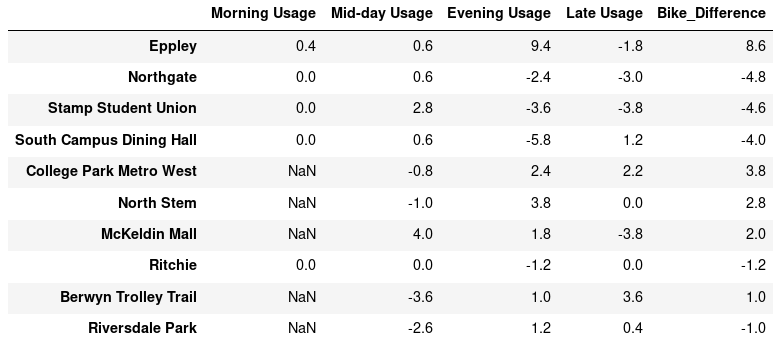 Morning Usage Mid-day Usage Evening Usage Late Usage Bike_Difference
Eppley 0.4 0.6 9.4 -1.8 8.6
Northgate 0.0 0.6 -2.4 -3.0 -4.8
Stamp Student Union 0.0 2.8 -3.6 -3.8 -4.6
South Campus Dining Hall 0.0 0.6 -5.8 1.2 -4.0
College Park Metro West NaN -0.8 2.4 2.2 3.8
North Stem NaN -1.0 3.8 0.0 2.8
McKeldin Mall NaN 4.0 1.8 -3.8 2.0
Ritchie 0.0 0.0 -1.2 0.0 -1.2
Berwyn Trolley Trail NaN -3.6 1.0 3.6 1.0
Riversdale Park NaN -2.6 1.2 0.4 -1.0